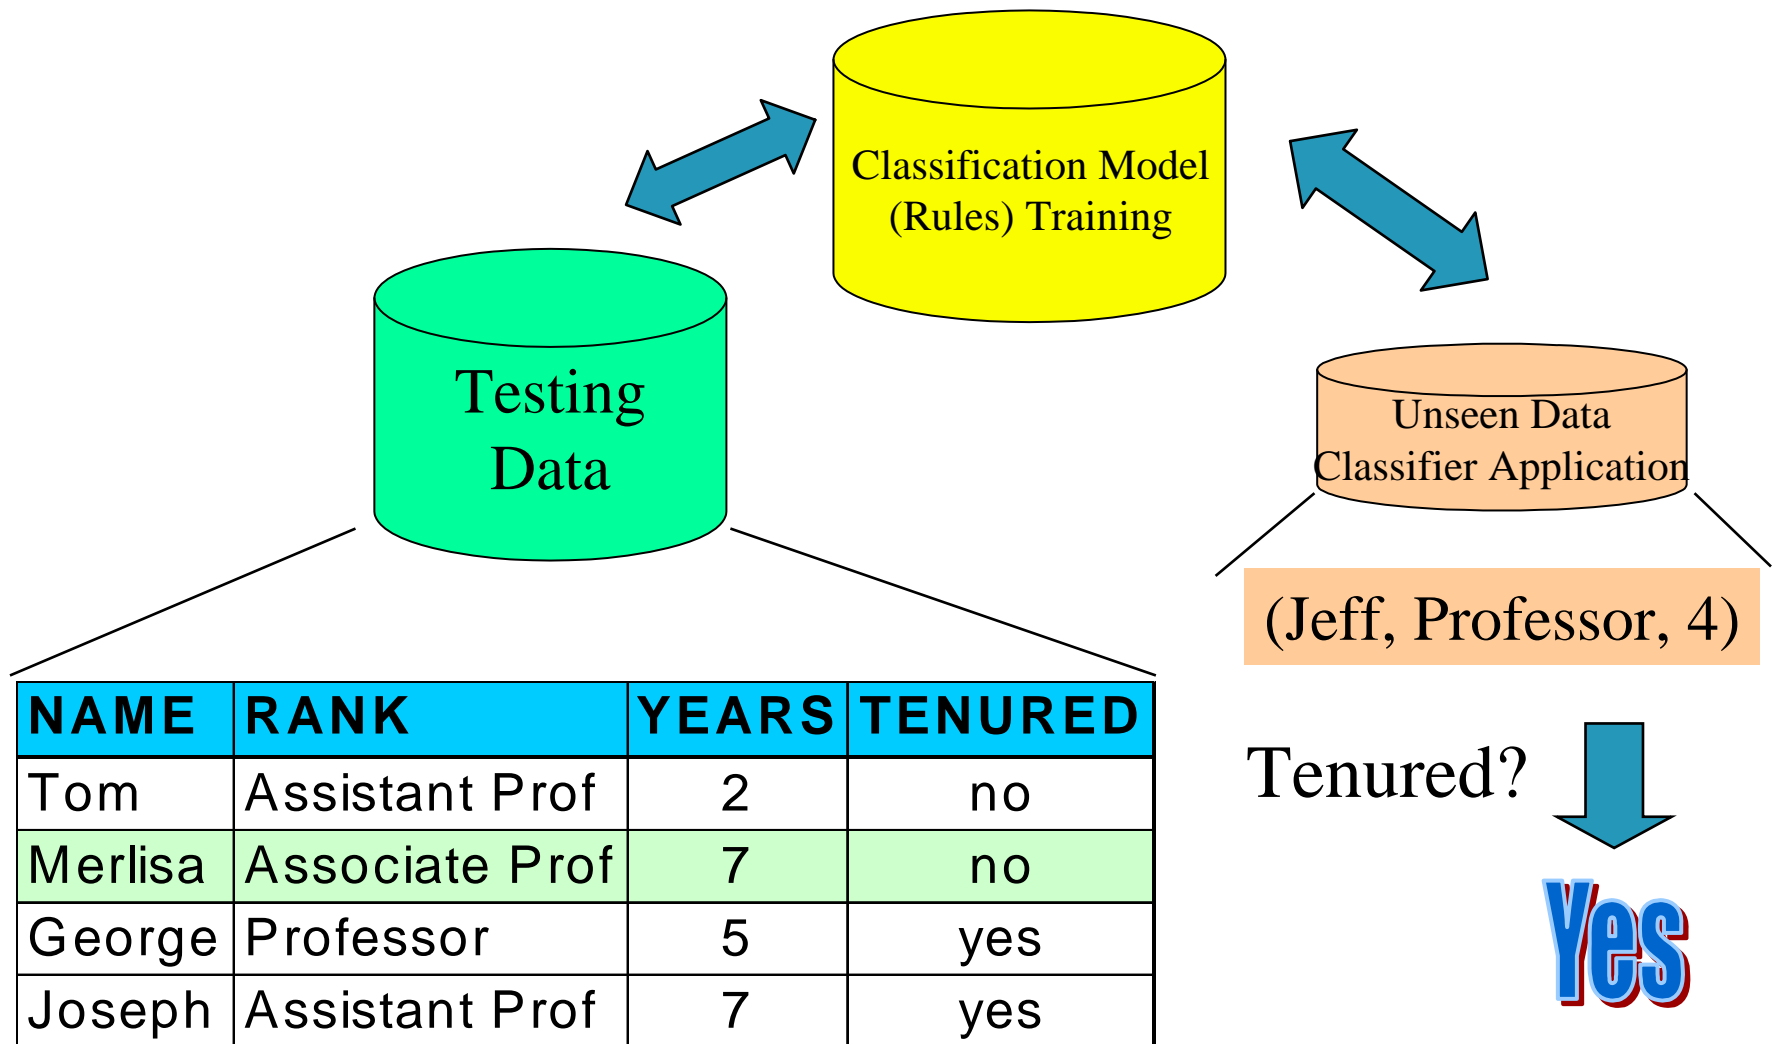 Classification Model
(Rules) Training
Testing
Data
Unseen Data
Classifier Application
(Jeff, Professor, 4)
NAME RANK YEARS TENURED
Tom Assistant Prof 2 no
Merlisa Associate Prof 7 no
George Professor 5 yes
Joseph Assistant Prof 7 yes
Tenured?
Yes